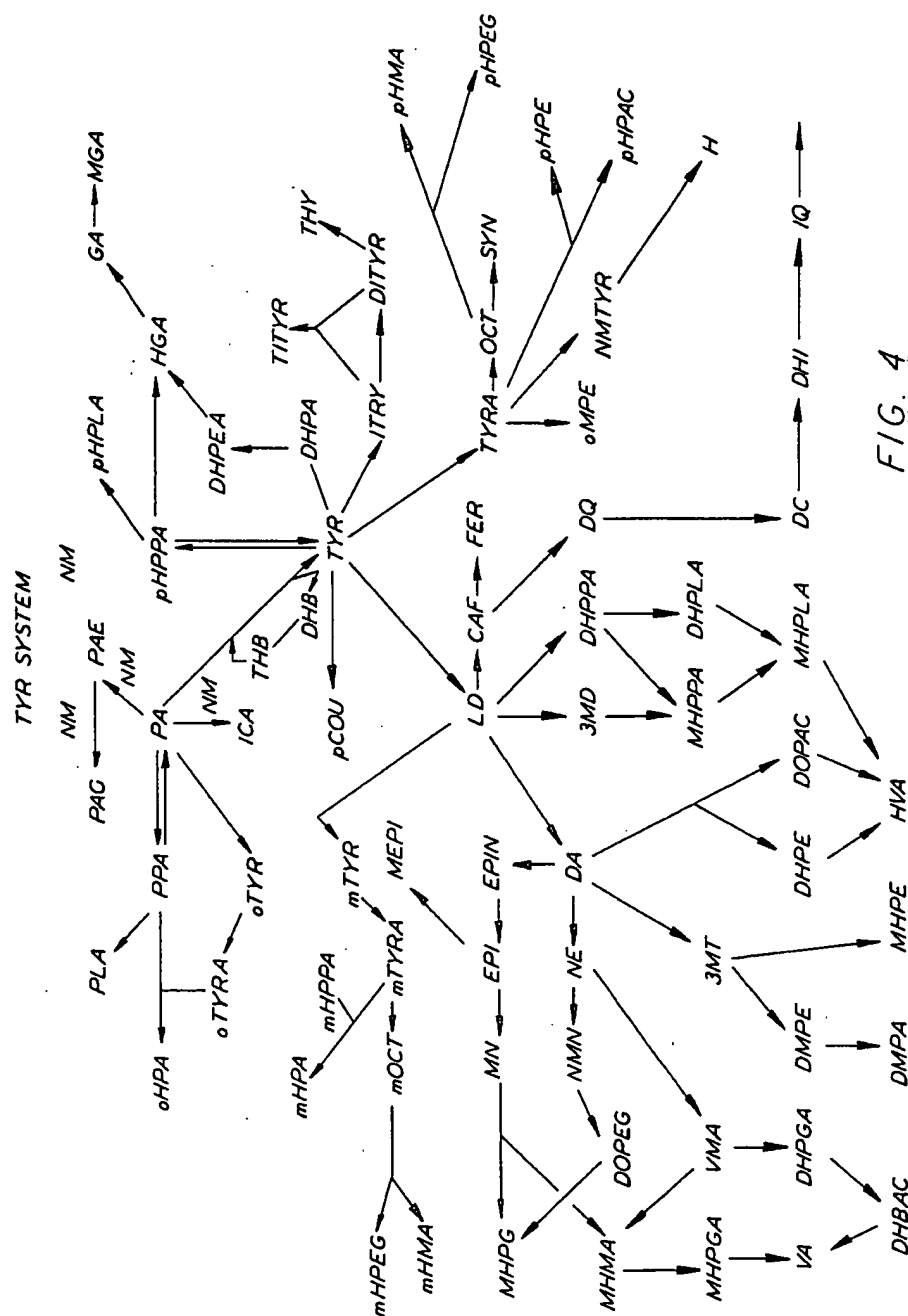 TYR SYSTEM
NM
NM
PAG
PAE
NM
PLA
PPA
PA
pHPPA
pHPLA
GA
MGA
HGA
oHPA
oTYRA
oTYR
NM
ICA
THB
DHB
DHPEA
DHPA
TITYR
THY
DITYR
ITRY
pCOU
TYR
mHPA
mHPPA
mTYR
mTYRA
mOCT
MEPI
mHPEG
mHMA
LD
CAF
FER
TYRA
OCT
SYN
pHMA
pHPEG
pHPE
pHPAC
oMPE
NMTYR
H
MN
EPI
EPIN
MHPG
NMN
NE
DA
DOPEG
MHMA
3MD
DHPPA
DQ
MHPPA
DHPLA
MHPGA
VMA
3MT
VA
DHPGA
DMPE
DHPE
DOPAC
MHPLA
DC
DHI
IQ
DHBAC
DMPA
MHPE
HVA
FIG. 4